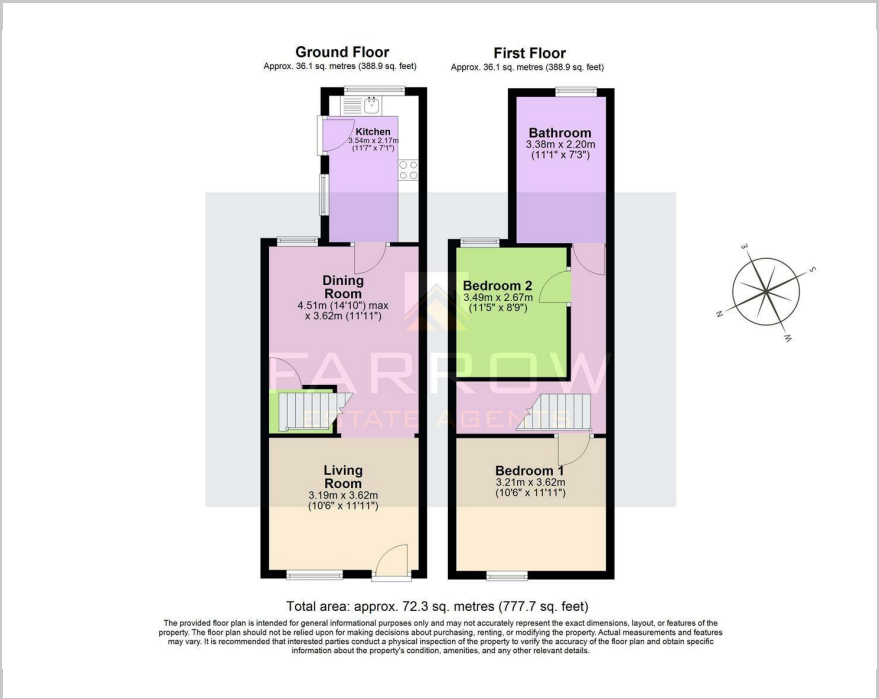 Ground Floor
Approx. 36.1 sq. metres (388.9 sq. feet)
First Floor
Approx. 36.1 sq. metres (388.9 sq. feet)
Kitchen
3.54m x 2.17m
(11'7" x 7'1")
Bathroom
3.38m x 2.20m
(11'1" x 7'3")
Dining
Room
4.51m (14'10") max
x 3.62m (11'11")
Bedroom 2
3.49m x 2.67m
(11'5" x 8'9")
E
S
N
W
FARROW
ESTATE AGENTS
Living
Room
3.19m x 3.62m
(10'6" x 11'11")
Bedroom 1
3.21m x 3.62m
(10'6" x 11'11")
Total area: approx. 72.3 sq. metres (777.7 sq. feet)
The provided floor plan is intended for general informational purposes only and may not accurately represent the exact dimensions, layout, or features of the
property. The floor plan should not be relied upon for making decisions about purchasing, renting, or modifying the property. Actual measurements and features
may vary. It is recommended that interested parties conduct a physical inspection of the property to verify the accuracy of the floor plan and obtain specific
information about the property's condition, amenities, and any other relevant details.